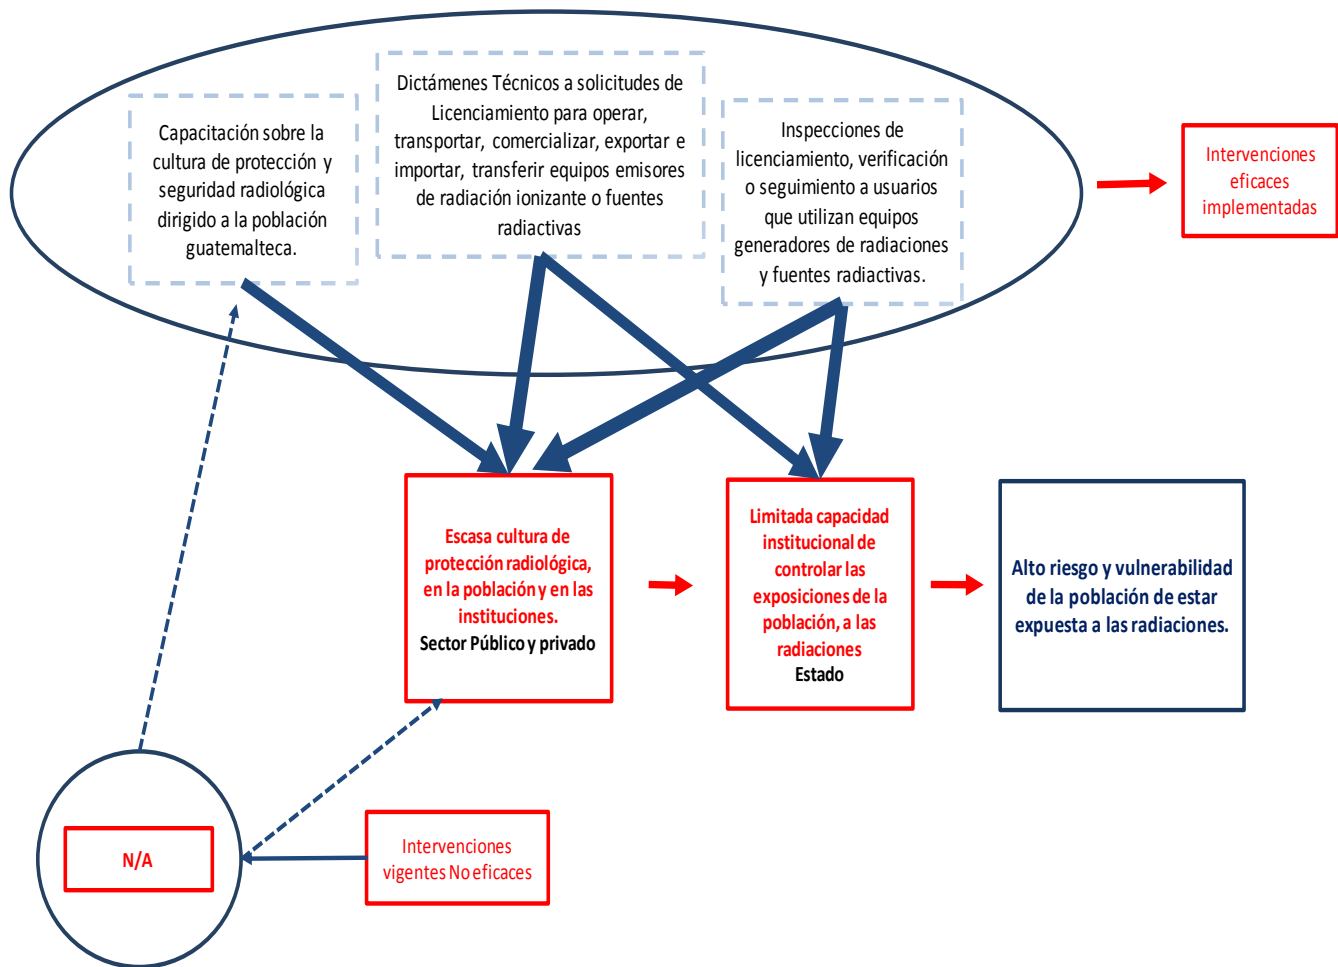 Capacitación sobre la
cultura de protección y
seguridad radiológica
dirigido a la población
guatemalteca.
Dictámenes Técnicos a solicitudes de
Licenciamiento para operar,
transportar, comercializar, exportar e
importar, transferir equipos emisores
de radiación ionizante o fuentes
radiactivas
Inspecciones de
licenciamiento, verificación
o seguimiento a usuarios
que utilizan equipos
generadores de radiaciones
y fuentes radiactivas.
Intervenciones
eficaces
implementadas
Escasa cultura de
protección radiológica,
en la población y en las
instituciones.
Sector Público y privado
Limitada capacidad
institucional de
controlar las
exposiciones de la
población, a las
radiaciones
Estado
Alto riesgo y vulnerabilidad
de la población de estar
expuesta a las radiaciones.
N/A
Intervenciones
vigentes No eficaces